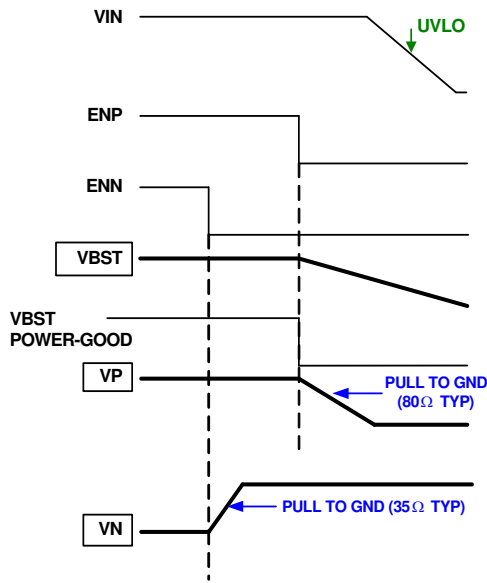 VIN
UVLO
ENP
ENN
VBST
VBST
POWER-GOOD
VP
PULL TO GND
(80Ω TYP)
PULL TO GND (35Ω TYP)
VN